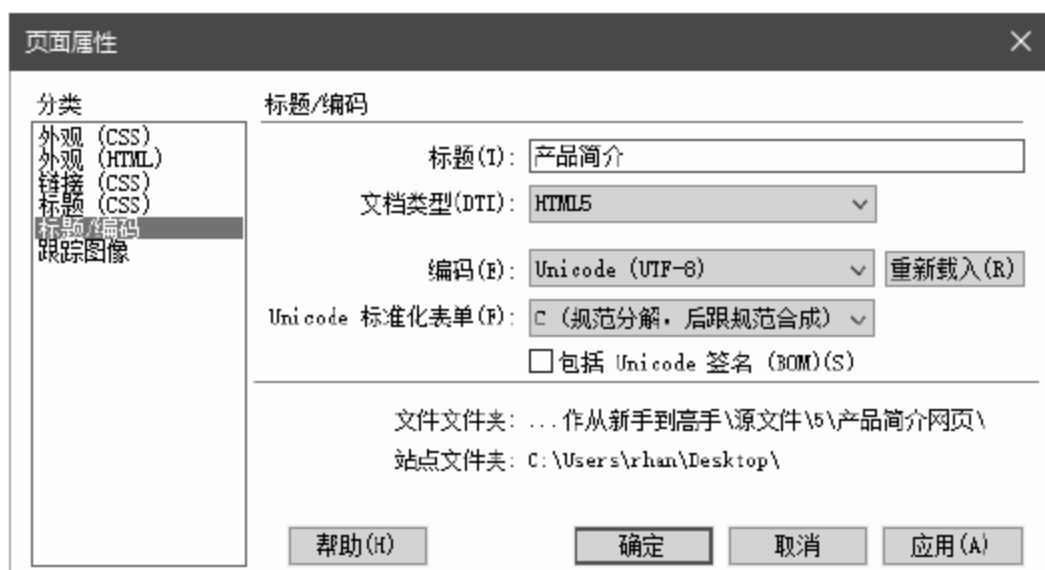 页面属性
分类
外观 (CSS)
外观 (HTML)
链接 (CSS)
标题 (CSS)
标题/编码
跟踪图像
标题/编码
标题(T): 产品简介
文档类型(DTI): HTML5
编码(E): Unicode (UTF-8) 重新载入(R)
Unicode 标准化表单(F): C (规范分解，后跟规范合成)
包括 Unicode 签名 (BOM)(S)
文件文件夹: ...作从新手到高手\源文件\5\产品简介网页\
站点文件夹: C:\Users\rhan\Desktop\
帮助(H) 确定 取消 应用(A)